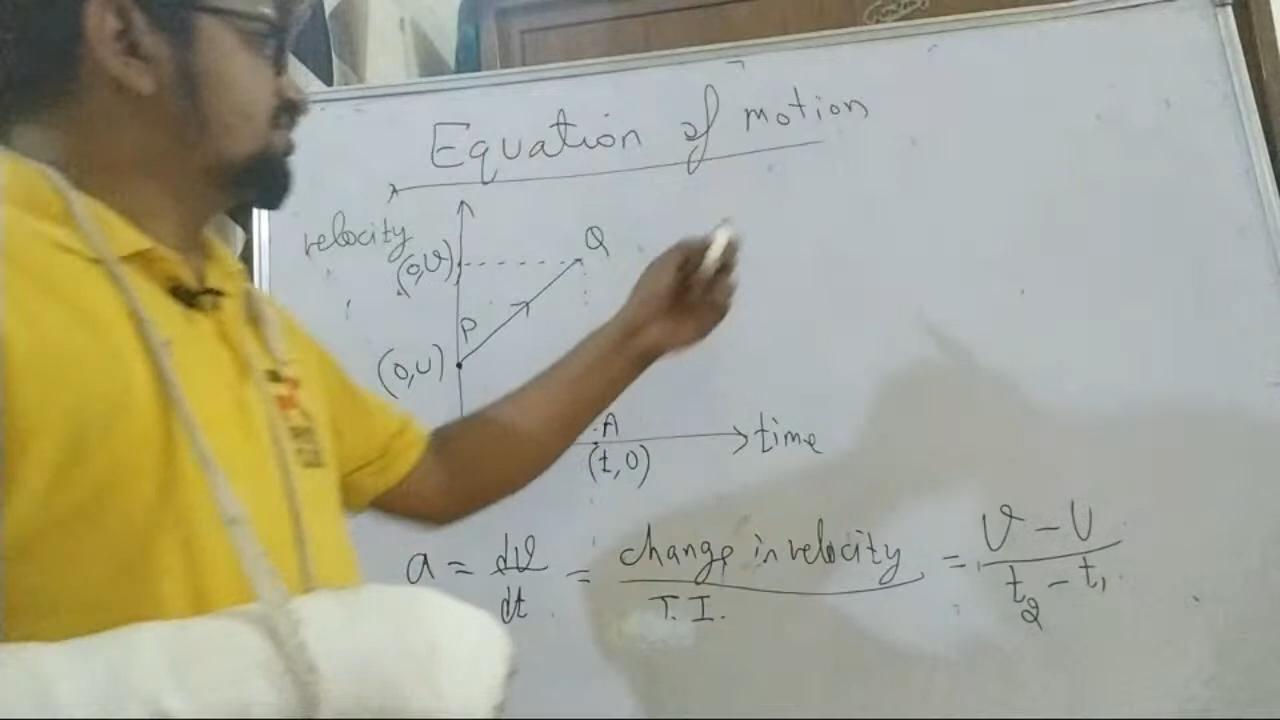 Equation of motion
velocity
(0,v)
Q
P
(0,U)
A
time
(t,0)
a = dv/dt = change in velocity/T.I. = v - U/t₂ - t₁